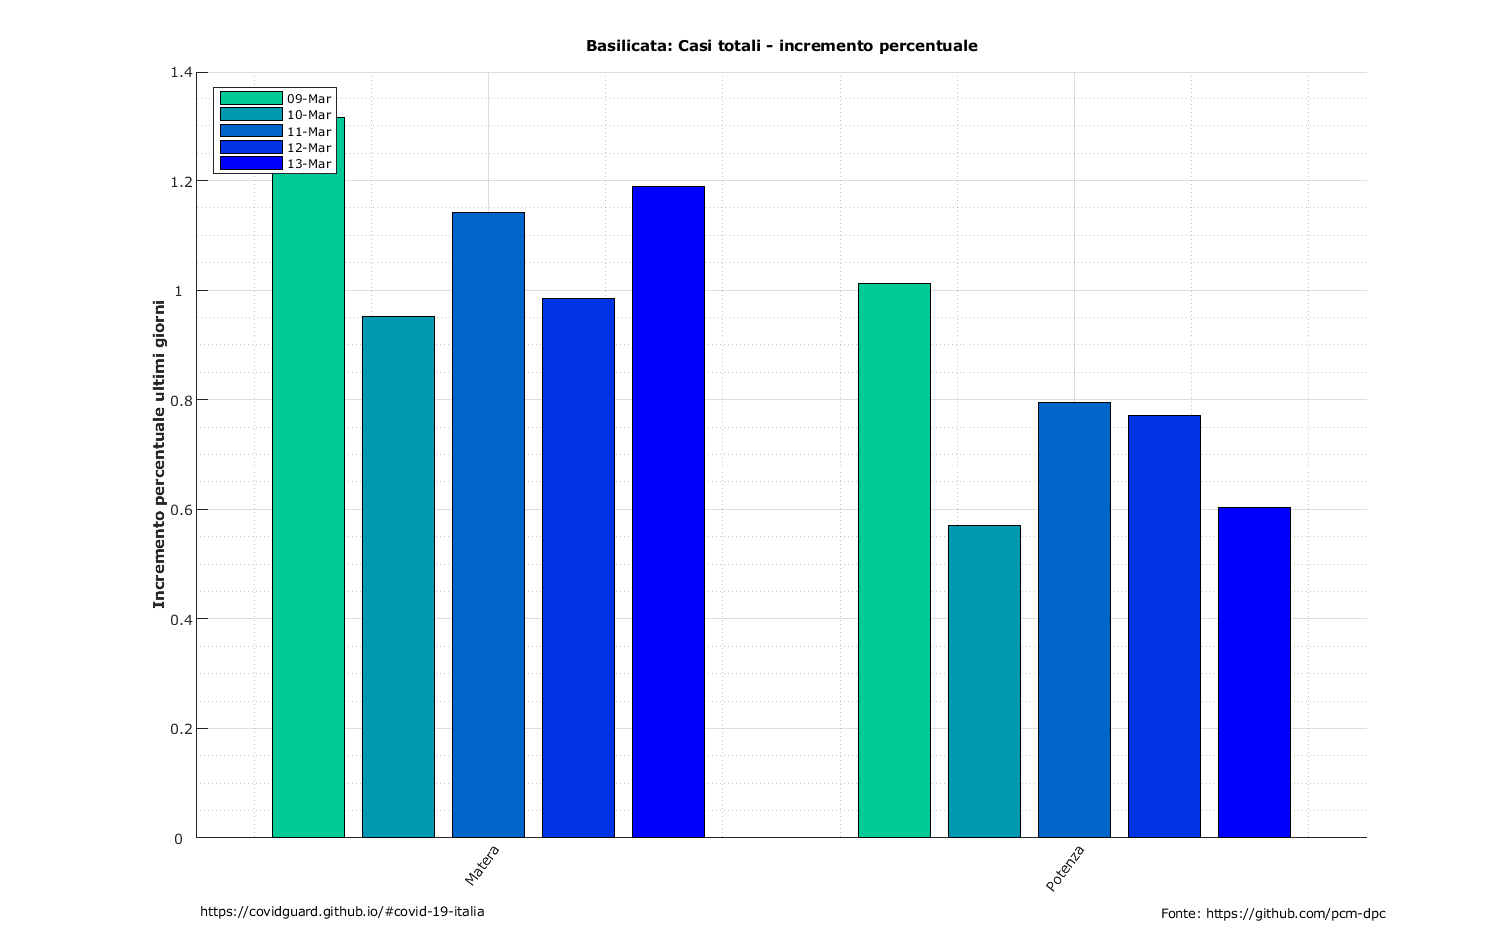 Basilicata: Casi totali - incremento percentuale
1.4
1.2
1
0.8
0.6
0.4
0.2
0
Incremento percentuale ultimi giorni
09-Mar
10-Mar
11-Mar
12-Mar
13-Mar
Matera
Potenza
https://covidguard.github.io/#covid-19-italia
Fonte: https://github.com/pcm-dpc